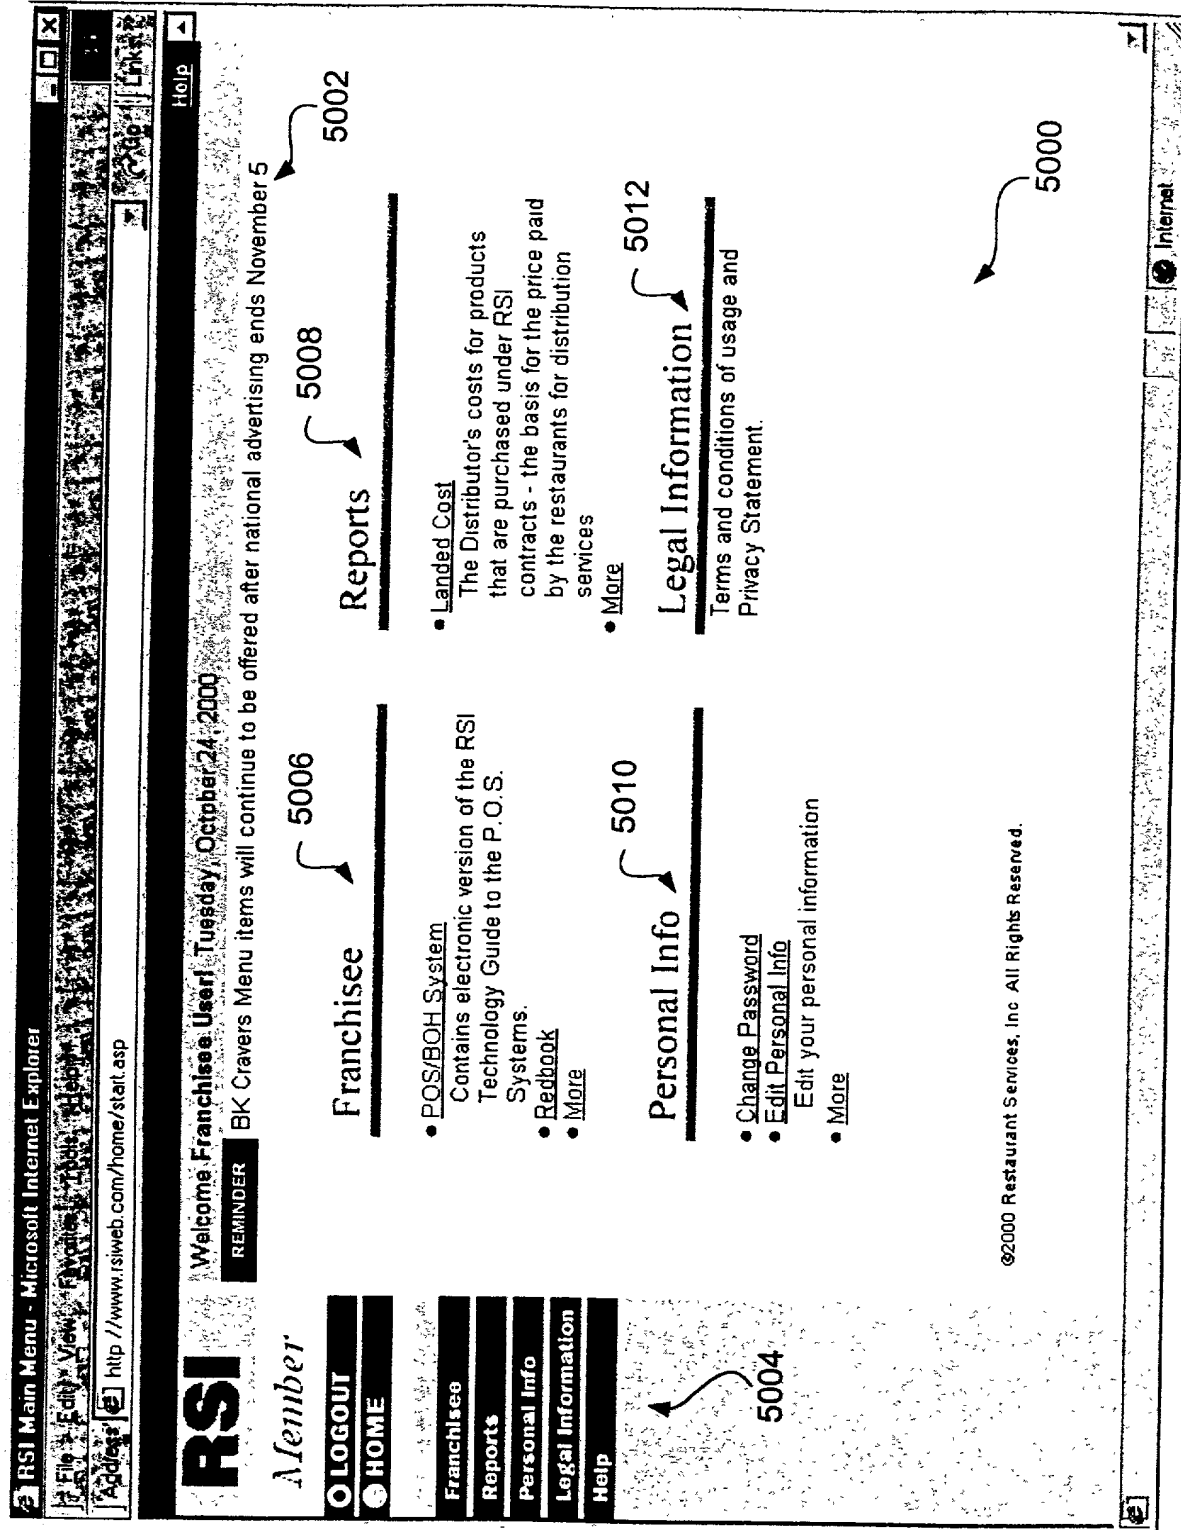 RSI Main Menu - Microsoft Internet Explorer
File Edit View Favorites Tools Help
Address http //www.rsiweb.com/home/start.asp Go Links
Help
RSI
Welcome Franchisee User! Tuesday, October 24, 2000
REMINDER BK Cravers Menu items will continue to be offered after national advertising ends November 5
5002
Member
LOGOUT
HOME
Franchisee
Reports
Personal Info
Legal Information
Help
5004
5006
Franchisee
• POS/BOH System
Contains electronic version of the RSI
Technology Guide to the P.O.S.
Systems.
• Redbook
• More
5008
Reports
• Landed Cost
The Distributor's costs for products
that are purchased under RSI
contracts - the basis for the price paid
by the restaurants for distribution
services
• More
5010
Personal Info
• Change Password
• Edit Personal Info
Edit your personal information
• More
5012
Legal Information
Terms and conditions of usage and
Privacy Statement.
5000
©2000 Restaurant Services, Inc All Rights Reserved.
Internet